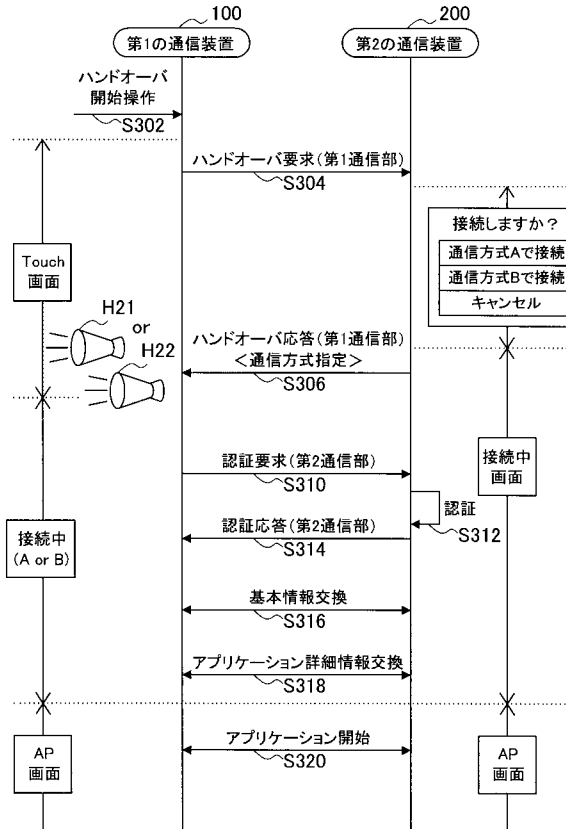 100
200
第1の通信装置
第2の通信装置
ハンドオーバ
開始操作
S302
ハンドオーバ要求(第1通信部)
S304
接続しますか?
通信方式Aで接続
通信方式Bで接続
キャンセル
Touch
画面
H21
or
H22
ハンドオーバ応答(第1通信部)
<通信方式指定>
S306
認証要求(第2通信部)
S310
接続中
画面
認証
S312
認証応答(第2通信部)
S314
接続中
(A or B)
基本情報交換
S316
アプリケーション詳細情報交換
S318
アプリケーション開始
S320
AP
画面
AP
画面